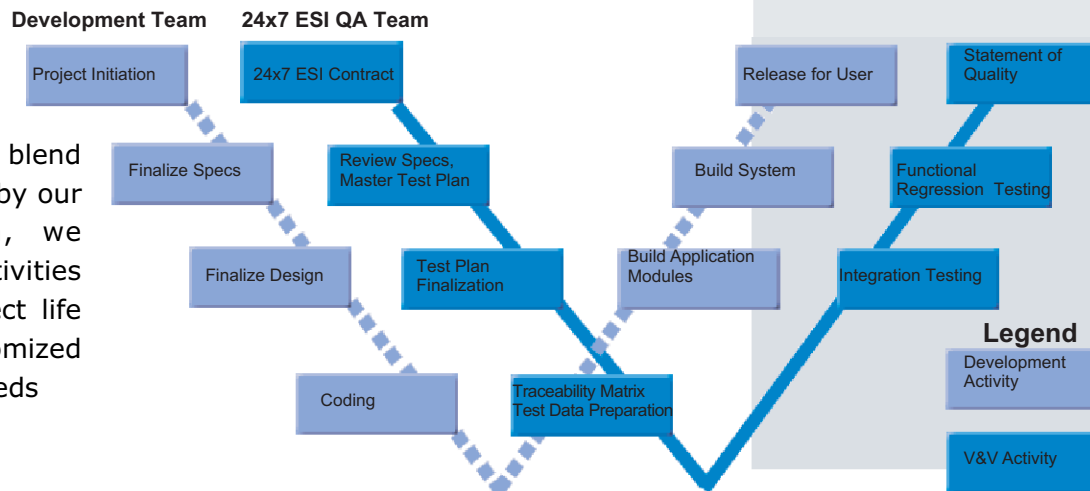 Development Team
24x7 ESI QA Team
Project Initiation
24x7 ESI Contract
Release for User
Statement of
Quality
blend
by our
, we
tivities
ect life
omized
eds
Finalize Specs
Review Specs,
Master Test Plan
Build System
Functional
Regression Testing
Finalize Design
Test Plan
Finalization
Build Application
Modules
Integration Testing
Coding
Traceability Matrix
Test Data Preparation
Legend
Development
Activity
V&V Activity